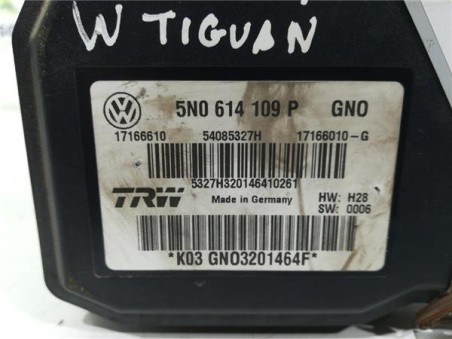 W TIGUAN
5N0 614 109 P GNO
17166610 54085327H 17166010-G
5327H320146410261
TRW Made in Germany HW: H28
SW: 0006
*K03 GNO3201464F*